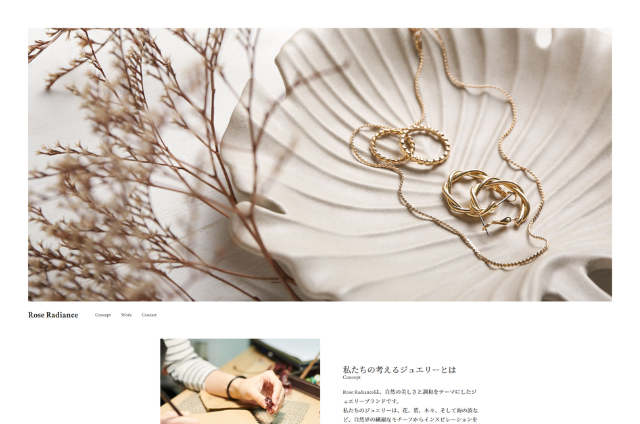 Rose Radiance
Concept
Work
Contact
私たちの考えるジュエリーとは
Concept
Rose Radianceは、自然の美しさと調和をテーマにしたジ
ュエリーブランドです。
私たちのジュエリーは、花、葉、木々、そして海の波な
ど、自然界の繊細なモチーフからインスピレーションを